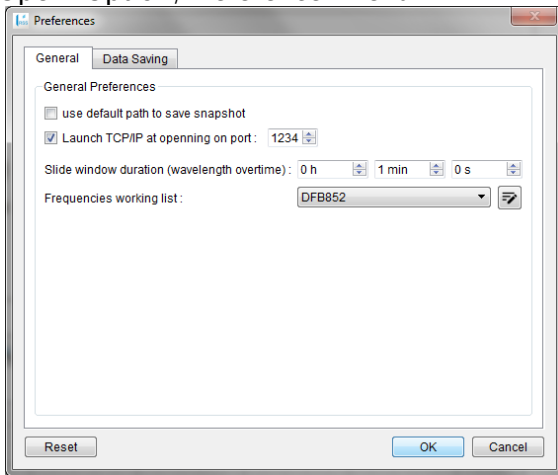 Preferences
General Data Saving
General Preferences
use default path to save snapshot
Launch TCP/IP at openning on port : 1234
Slide window duration (wavelength overtime) : 0 h 1 min 0 s
Frequencies working list : DFB852
Reset OK Cancel